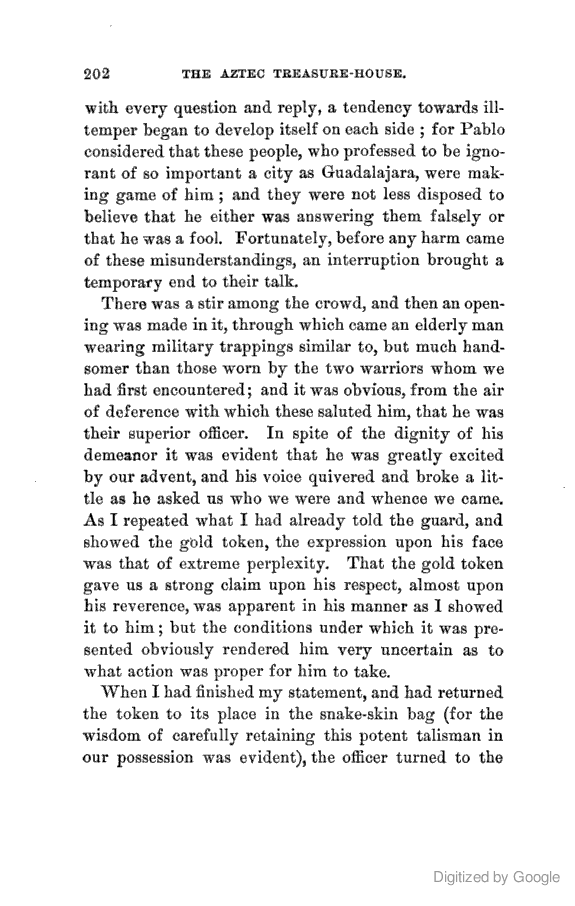 202 THE AZTEC TREASURE-HOUSE.
with every question and reply, a tendency towards ill-
temper began to develop itself on each side ; for Pablo
considered that these people, who professed to be igno-
rant of so important a city as Guadalajara, were mak-
ing game of him ; and they were not less disposed to
believe that he either was answering them falsely or
that he was a fool. Fortunately, before any harm came
of these misunderstandings, an interruption brought a
temporary end to their talk.
There was a stir among the crowd, and then an open-
ing was made in it, through which came an elderly man
wearing military trappings similar to, but much hand-
somer than those worn by the two warriors whom we
had first encountered; and it was obvious, from the air
of deference with which these saluted him, that he was
their superior officer. In spite of the dignity of his
demeanor it was evident that he was greatly excited
by our advent, and his voice quivered and broke a lit-
tle as he asked us who we were and whence we came.
As I repeated what I had already told the guard, and
showed the gold token, the expression upon his face
was that of extreme perplexity. That the gold token
gave us a strong claim upon his respect, almost upon
his reverence, was apparent in his manner as I showed
it to him; but the conditions under which it was pre-
sented obviously rendered him very uncertain as to
what action was proper for him to take.
When I had finished my statement, and had returned
the token to its place in the snake-skin bag (for the
wisdom of carefully retaining this potent talisman in
our possession was evident), the officer turned to the
Digitized by Google